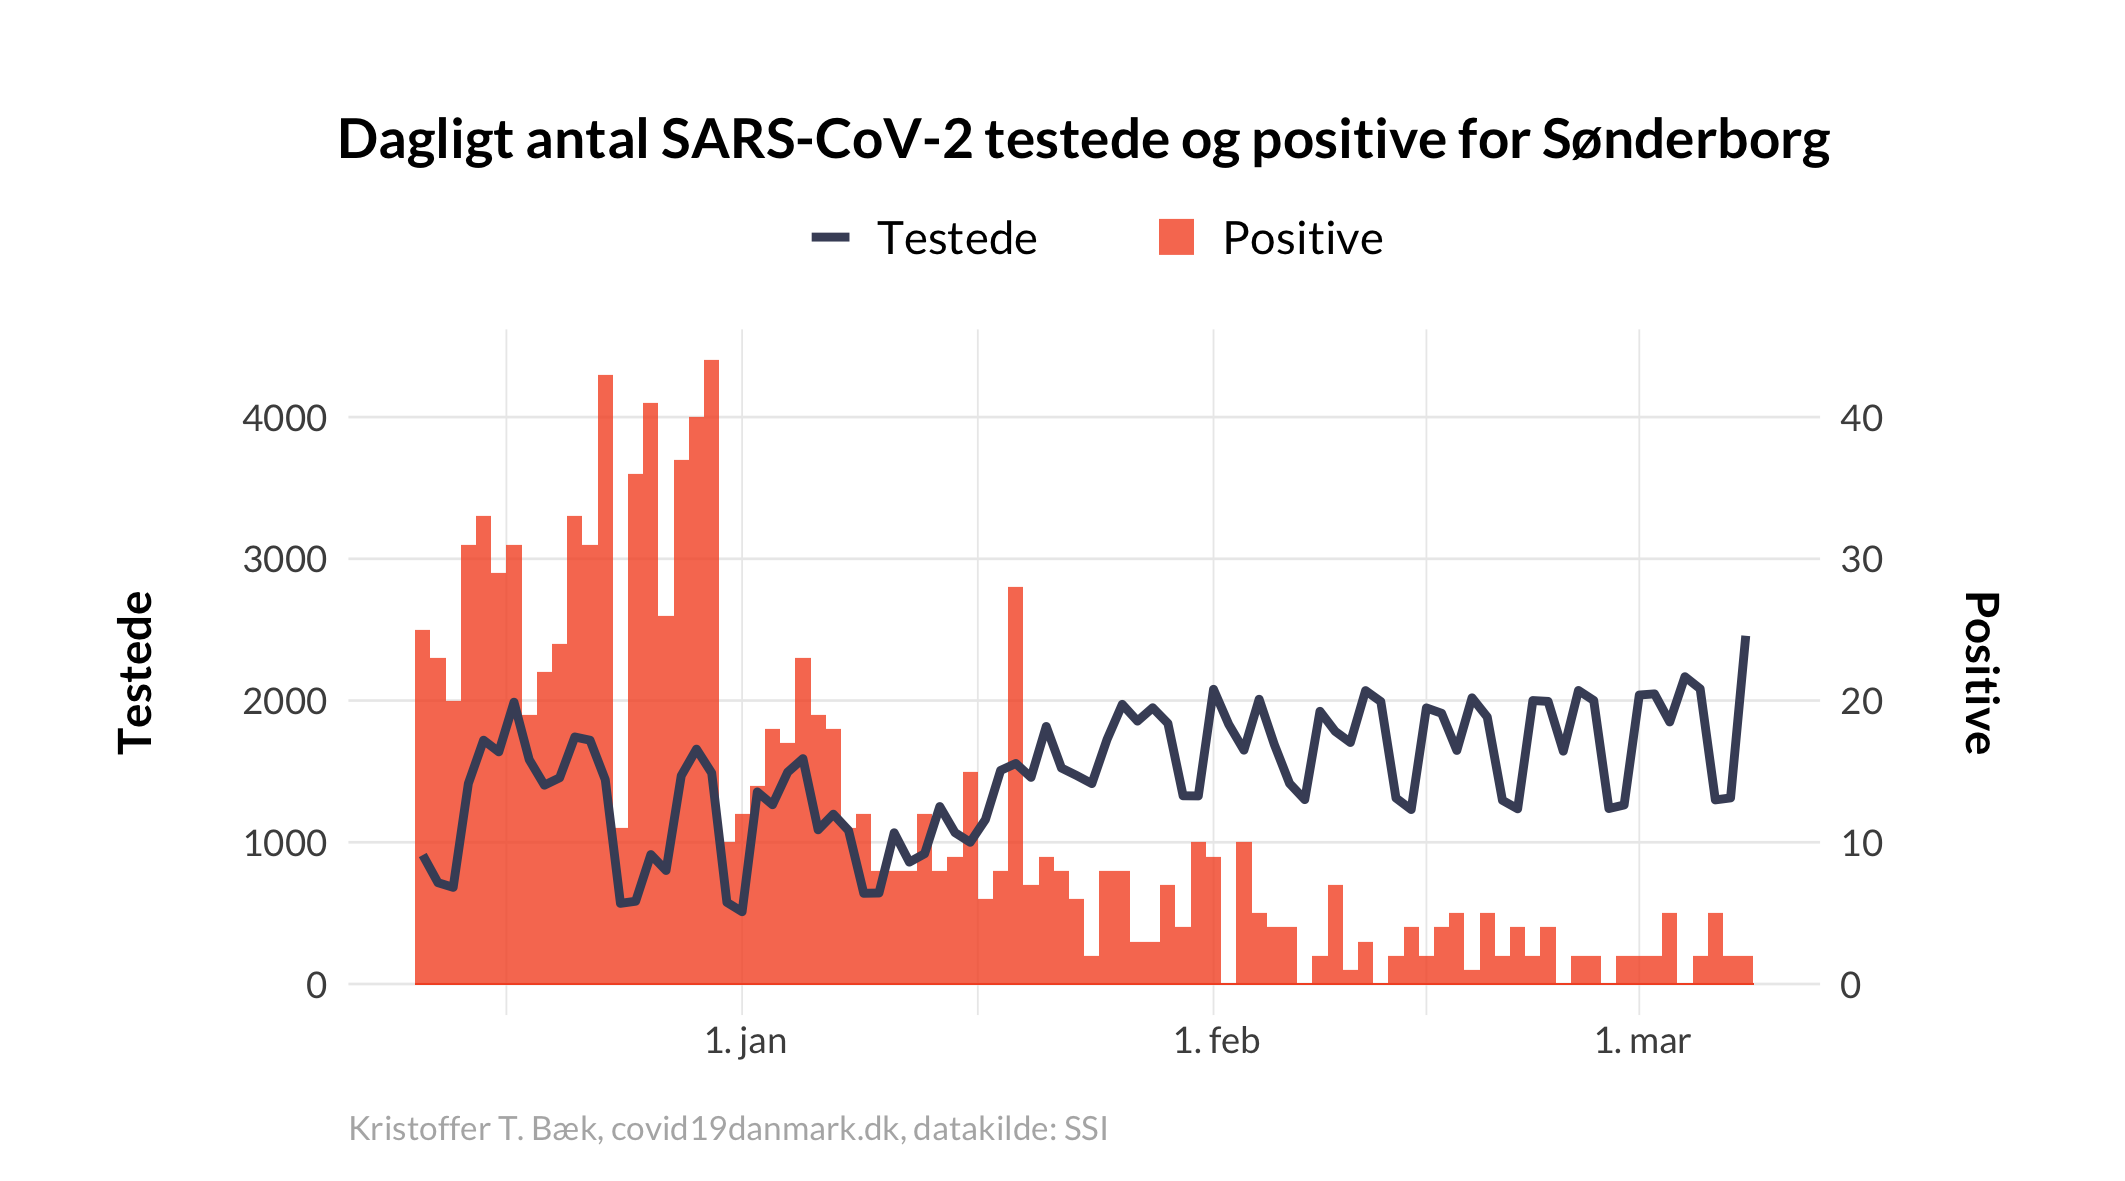 Dagligt antal SARS-CoV-2 testede og positive for Sønderborg
Testede
Positive
4000
3000
2000
1000
0
Testede
40
30
20
10
0
Positive
1. jan
1. feb
1. mar
Kristoffer T. Bæk, covid19danmark.dk, datakilde: SSI